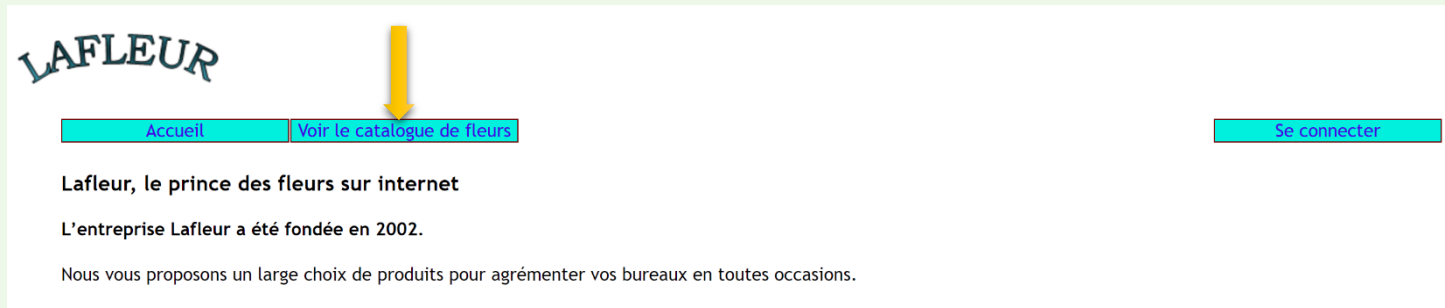 LAFLEUR
Accueil Voir le catalogue de fleurs Se connecter
Lafleur, le prince des fleurs sur internet
L’entreprise Lafleur a été fondée en 2002.
Nous vous proposons un large choix de produits pour agrémenter vos bureaux en toutes occasions.